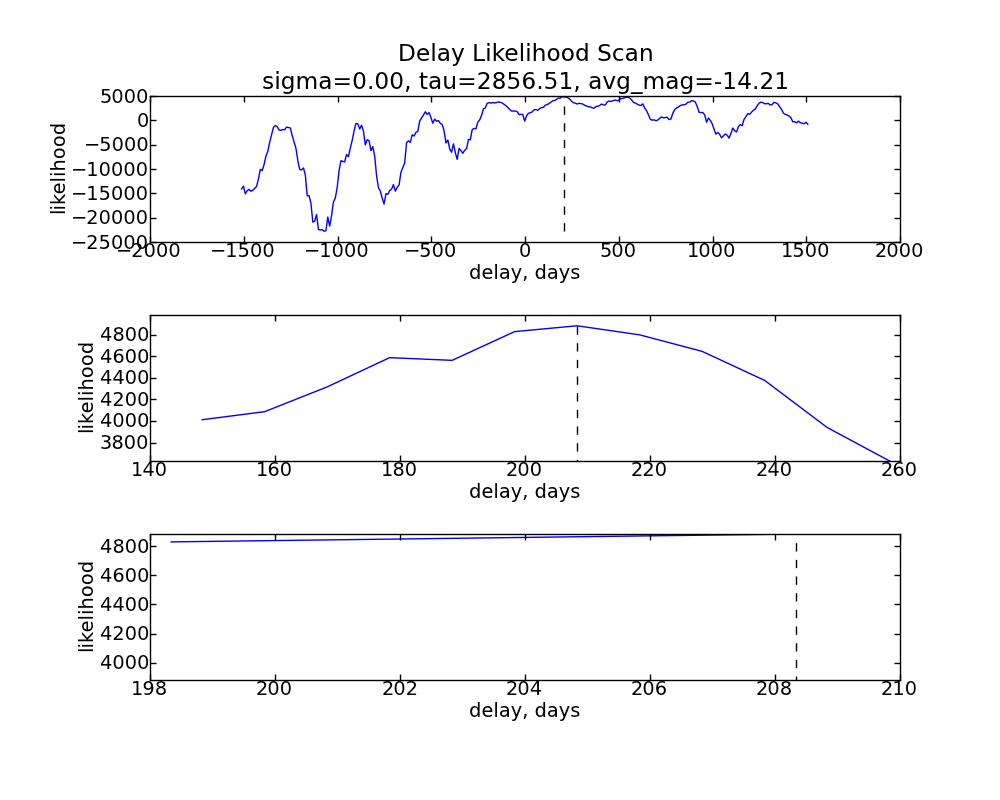 Delay Likelihood Scan
sigma=0.00, tau=2856.51, avg_mag=-14.21
5000
0
−5000
−10000
−15000
−20000
−25000
likelihood
−2000 −1500 −1000 −500 0 500 1000 1500 2000
delay, days
4800
4600
4400
4200
4000
3800
likelihood
140 160 180 200 220 240 260
delay, days
4800
4600
4400
4200
4000
likelihood
198 200 202 204 206 208 210
delay, days